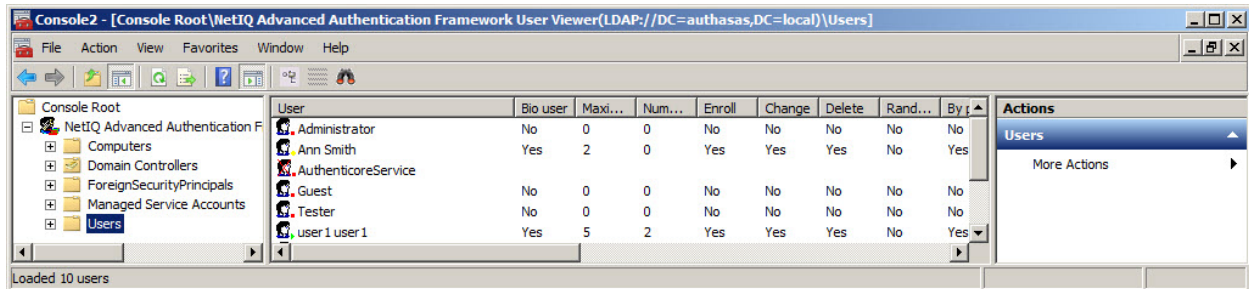 Console2 - [Console Root\NetIQ Advanced Authentication Framework User Viewer(LDAP://DC=authasas,DC=local)\Users]
File Action View Favorites Window Help
Console Root
NetIQ Advanced Authentication F
Computers
Domain Controllers
ForeignSecurityPrincipals
Managed Service Accounts
Users
User Bio user Maxi... Num... Enroll Change Delete Rand... By p
Administrator No 0 0 No No No No No
Ann Smith Yes 2 0 Yes Yes Yes No Yes
AuthenticoreService
Guest No 0 0 No No No No No
Tester No 0 0 No No No No No
user1 user1 Yes 5 2 Yes Yes Yes No Yes
Actions
Users
More Actions
Loaded 10 users